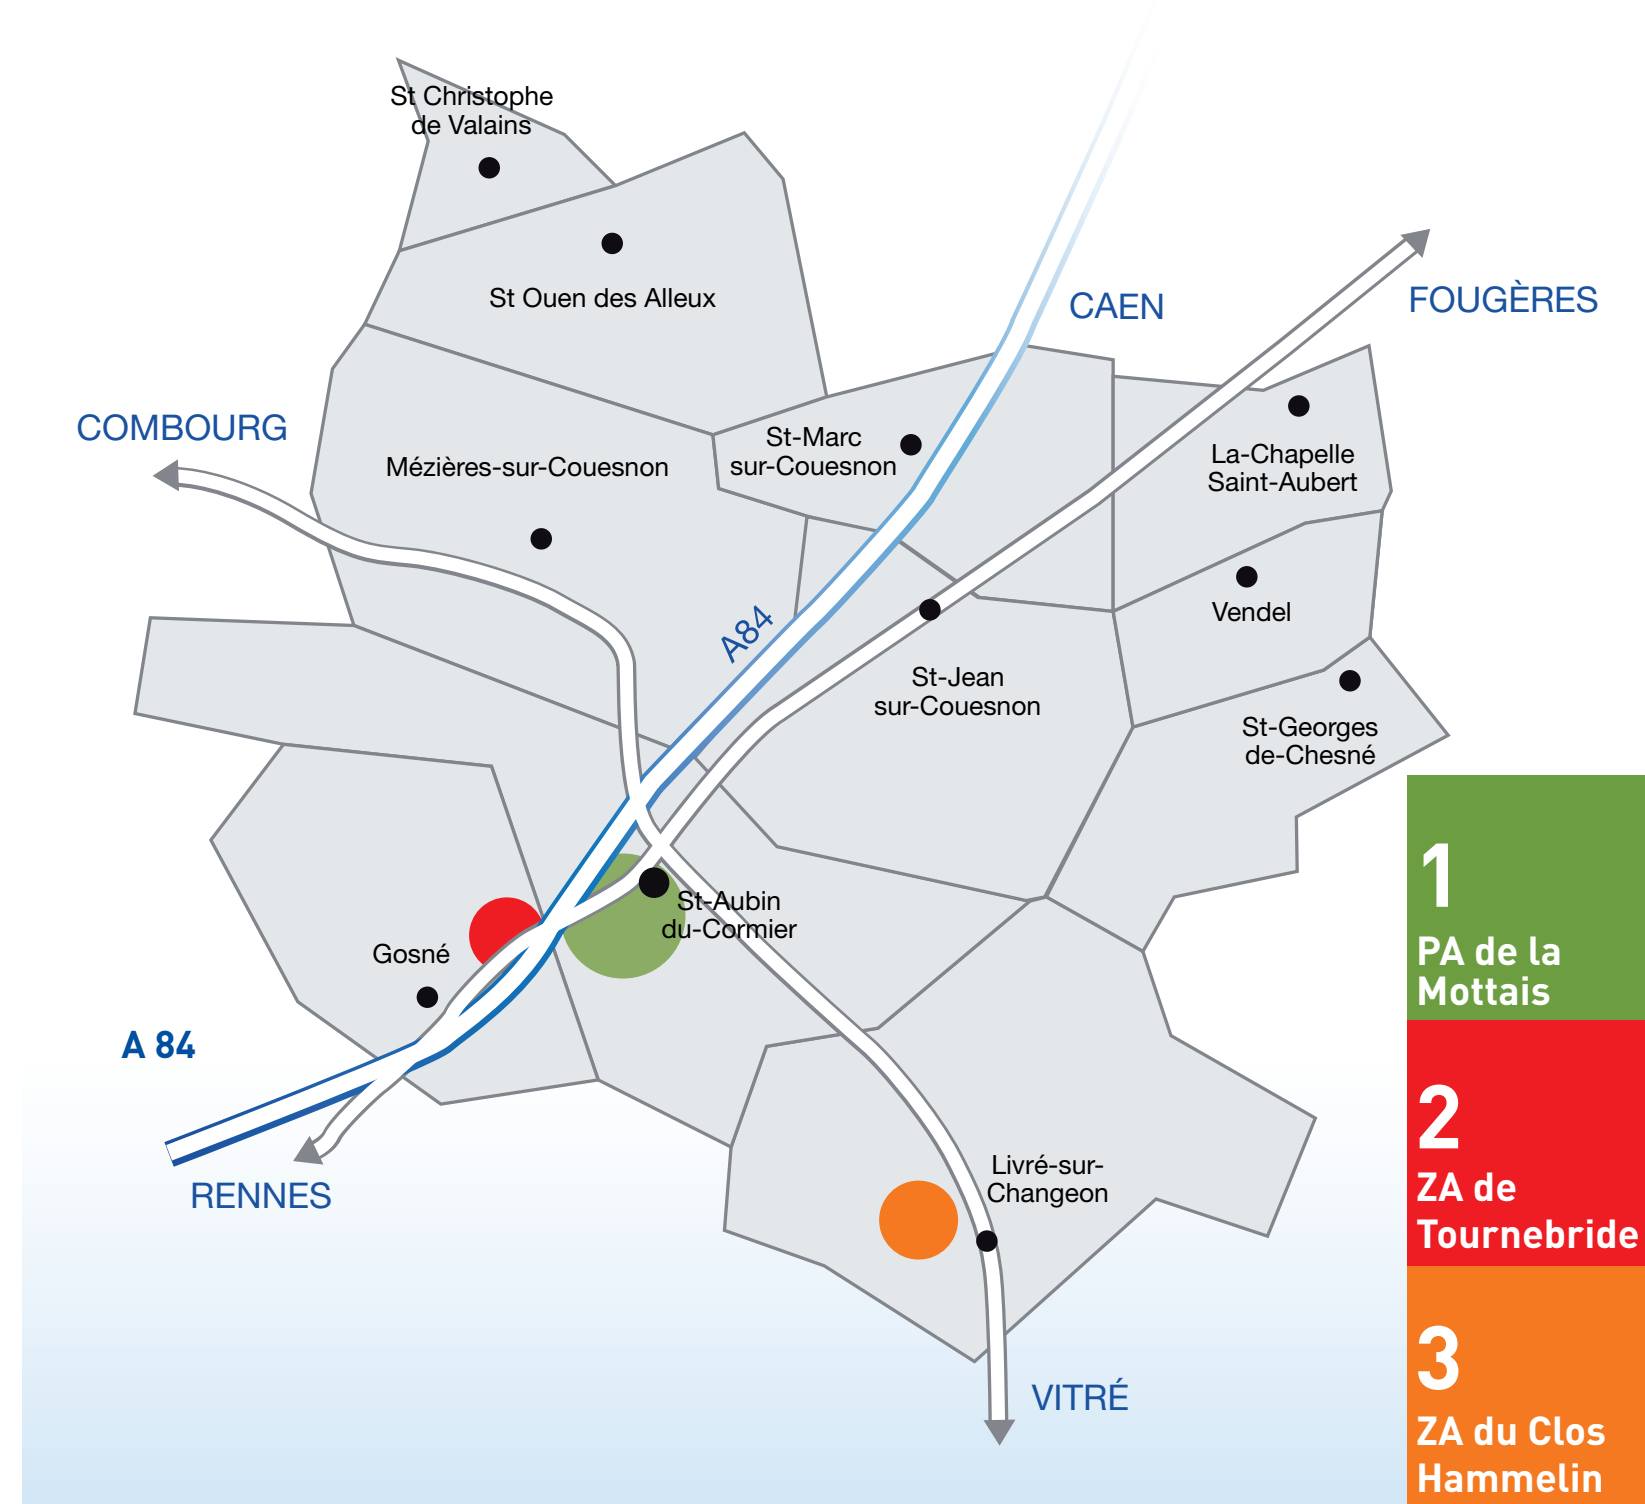 St Christophe
de Valains
St Ouen des Alleux
CAEN
FOUGÈRES
COMBOURG
Mézières-sur-Couesnon
St-Marc
sur-Couesnon
La-Chapelle
Saint-Aubert
Vendel
A84
St-Jean
sur-Couesnon
St-Georges
de-Chesné
St-Aubin
du-Cormier
Gosné
A 84
RENNES
Livré-sur-
Changeon
VITRÉ
1
PA de la
Mottais
2
ZA de
Tournebride
3
ZA du Clos
Hammelin